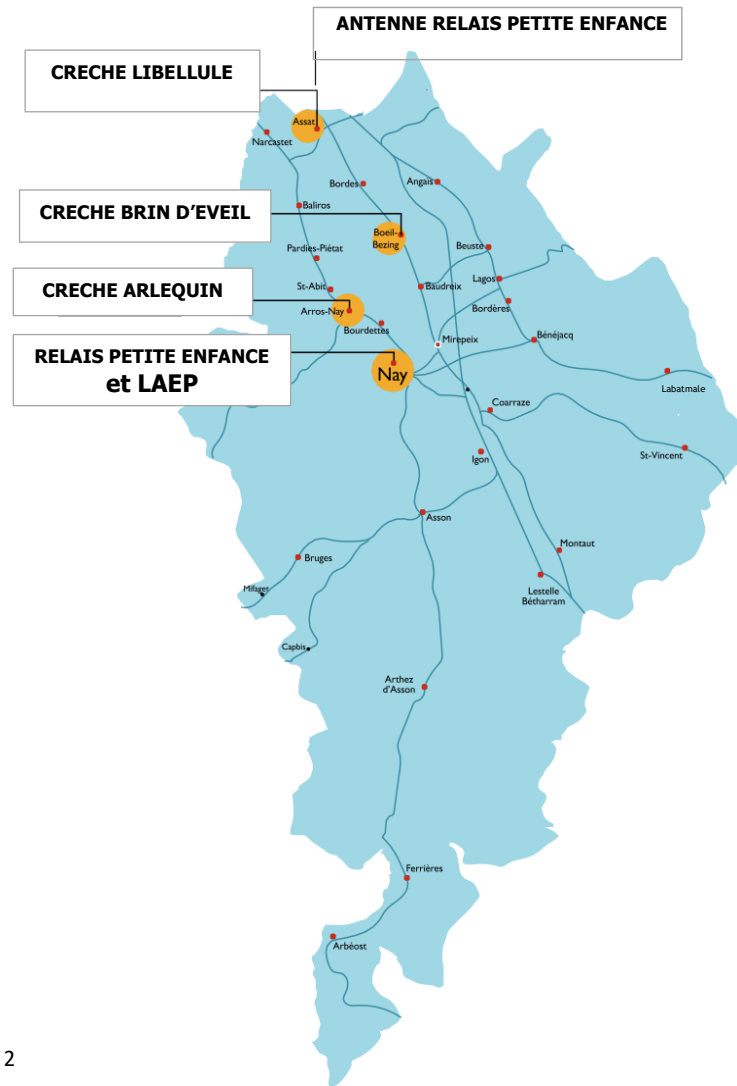 ANTENNE RELAIS PETITE ENFANCE
CRECHE LIBELLULE
Assat
Narcastet
Bordes
Angais
CRECHE BRIN D'EVEIL
Baliros
Boeil-
Bezing
Beuste
Pardies-Piétat
CRECHE ARLEQUIN
St-Abit
Baudreix
Lagos
Bordères
Arros-Nay
Bourdettes
Mirepeix
Bénéjacq
RELAIS PETITE ENFANCE
et LAEP
Nay
Labatmale
Coarraze
St-Vincent
Igon
Asson
Montaut
Bruges
Mifaget
Lestelle
Bétharram
Capbis
Arthez
d'Asson
Ferrières
Arbéost
2